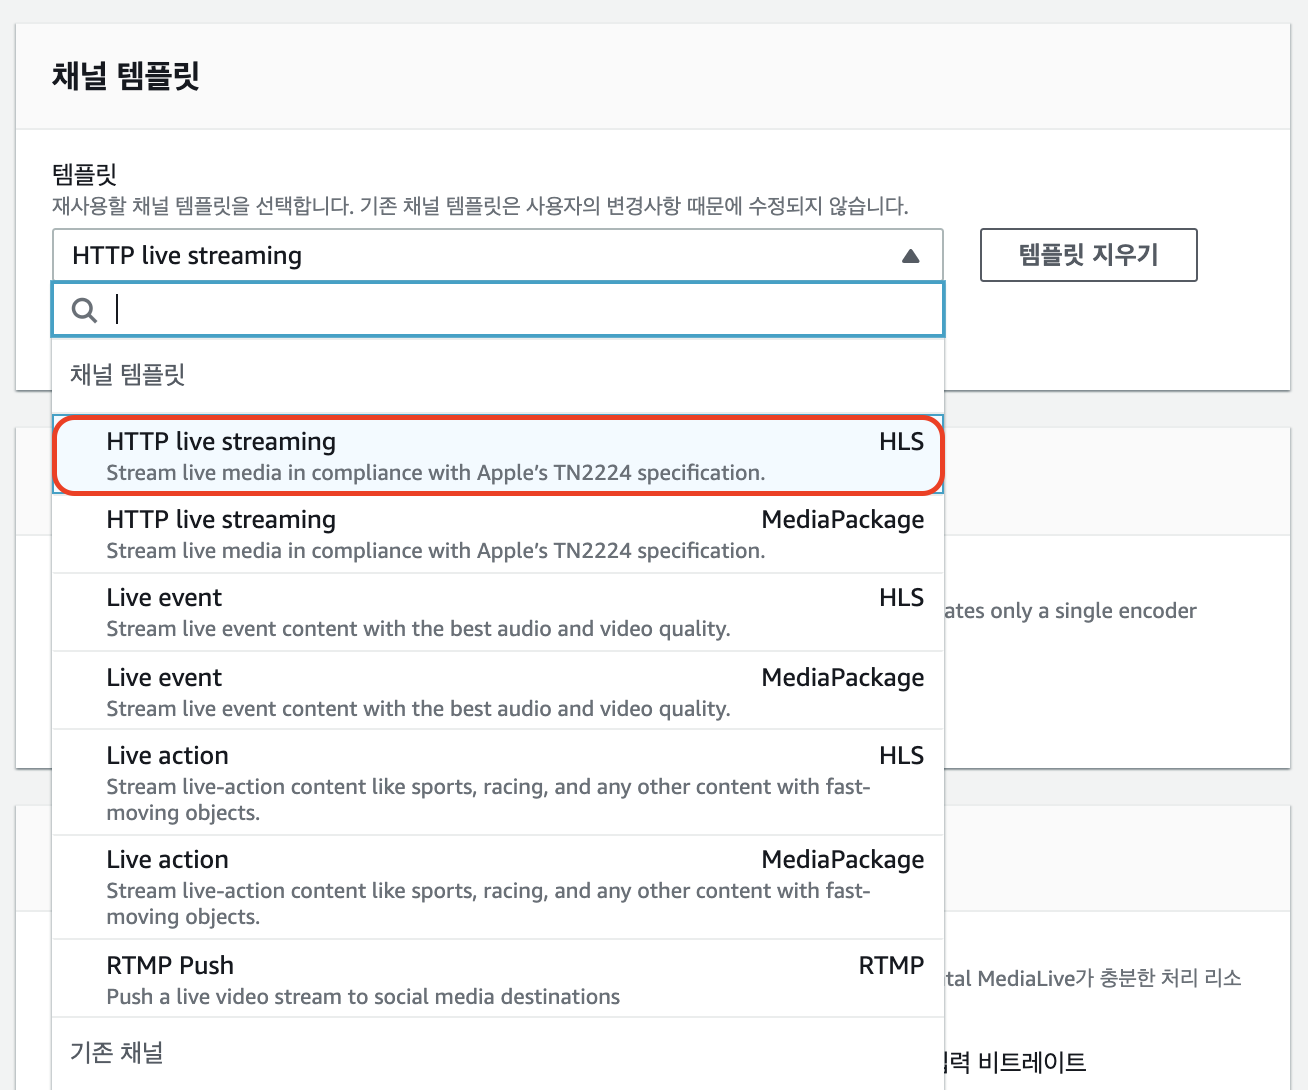 채널 템플릿
템플릿
재사용할 채널 템플릿을 선택합니다. 기존 채널 템플릿은 사용자의 변경사항 때문에 수정되지 않습니다.
HTTP live streaming
템플릿 지우기
채널 템플릿
HTTP live streaming HLS
Stream live media in compliance with Apple’s TN2224 specification.
HTTP live streaming MediaPackage
Stream live media in compliance with Apple’s TN2224 specification.
Live event HLS
Stream live event content with the best audio and video quality.
ates only a single encoder
Live event MediaPackage
Stream live event content with the best audio and video quality.
Live action HLS
Stream live-action content like sports, racing, and any other content with fast-
moving objects.
Live action MediaPackage
Stream live-action content like sports, racing, and any other content with fast-
moving objects.
RTMP Push RTMP
Push a live video stream to social media destinations
tal MediaLive가 충분한 처리 리소
기존 채널
력 비트레이트